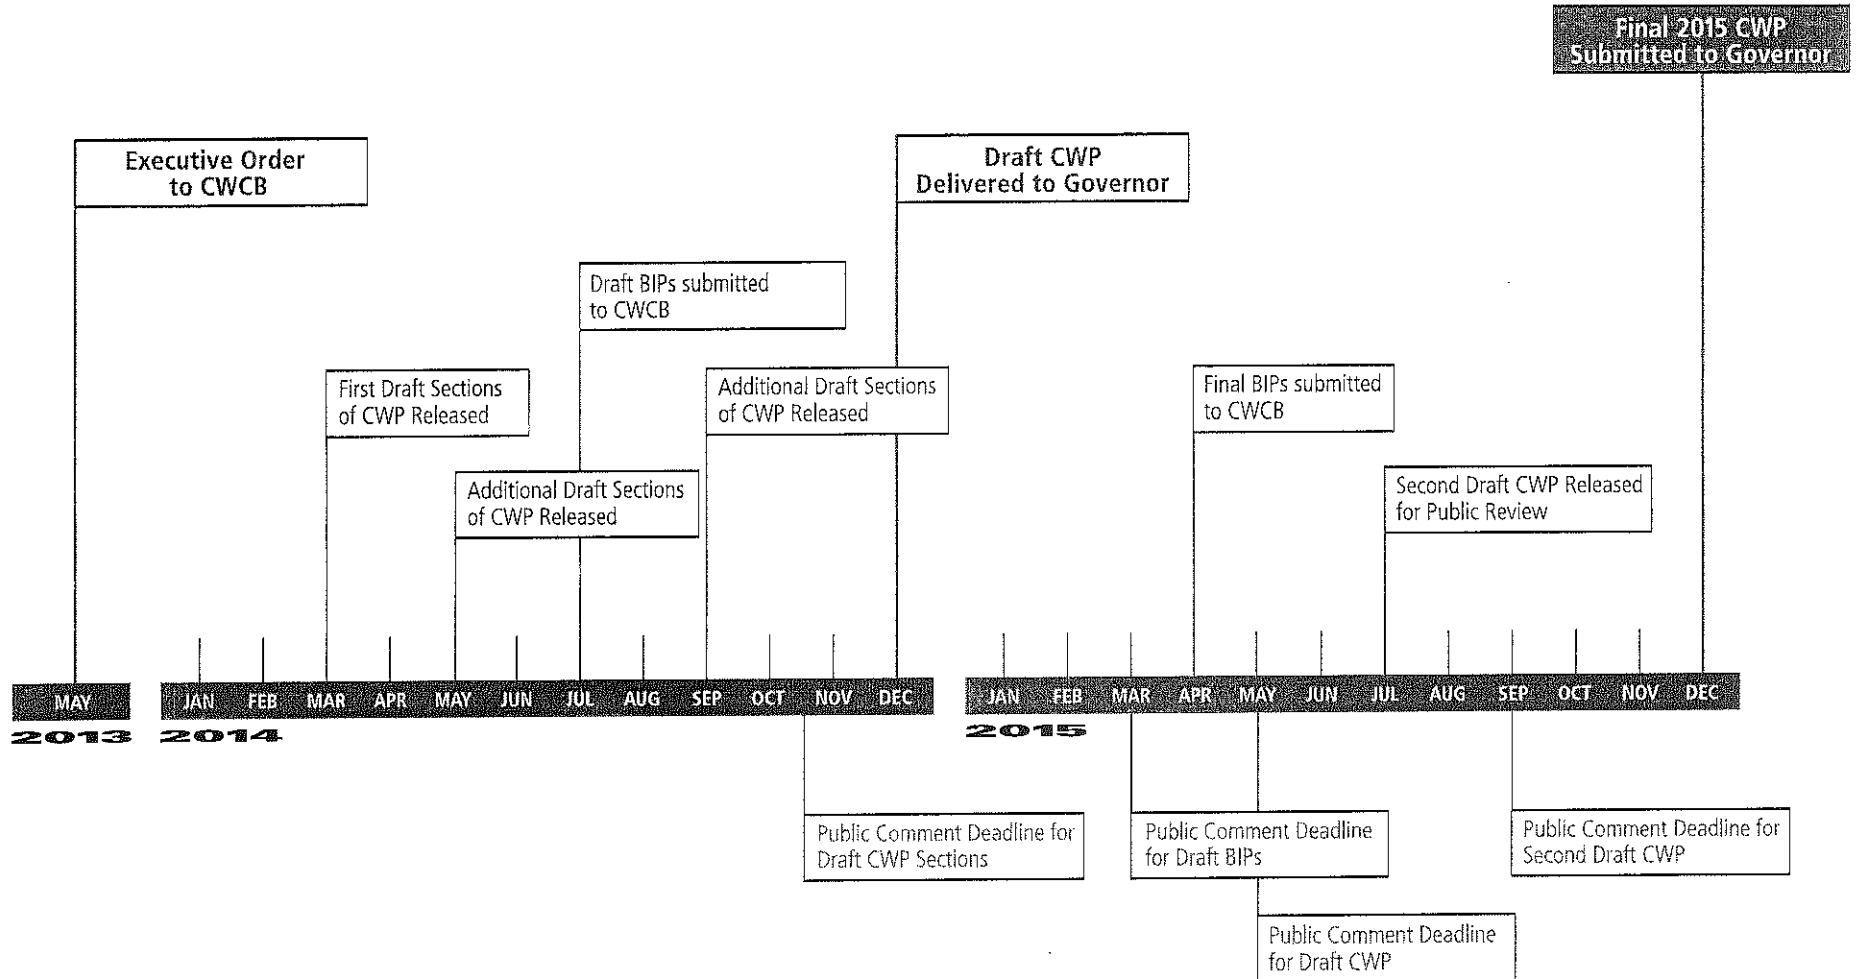 Final 2015 CWP
Submitted to Governor
Executive Order
to CWCB
Draft CWP
Delivered to Governor
Draft BIPs submitted
to CWCB
First Draft Sections
of CWP Released
Additional Draft Sections
of CWP Released
Final BIPs submitted
to CWCB
Additional Draft Sections
of CWP Released
Second Draft CWP Released
for Public Review
MAY
JAN FEB MAR APR MAY JUN JUL AUG SEP OCT NOV DEC
JAN FEB MAR APR MAY JUN JUL AUG SEP OCT NOV DEC
2013
2014
2015
Public Comment Deadline for
Draft CWP Sections
Public Comment Deadline
for Draft BIPs
Public Comment Deadline for
Second Draft CWP
Public Comment Deadline
for Draft CWP